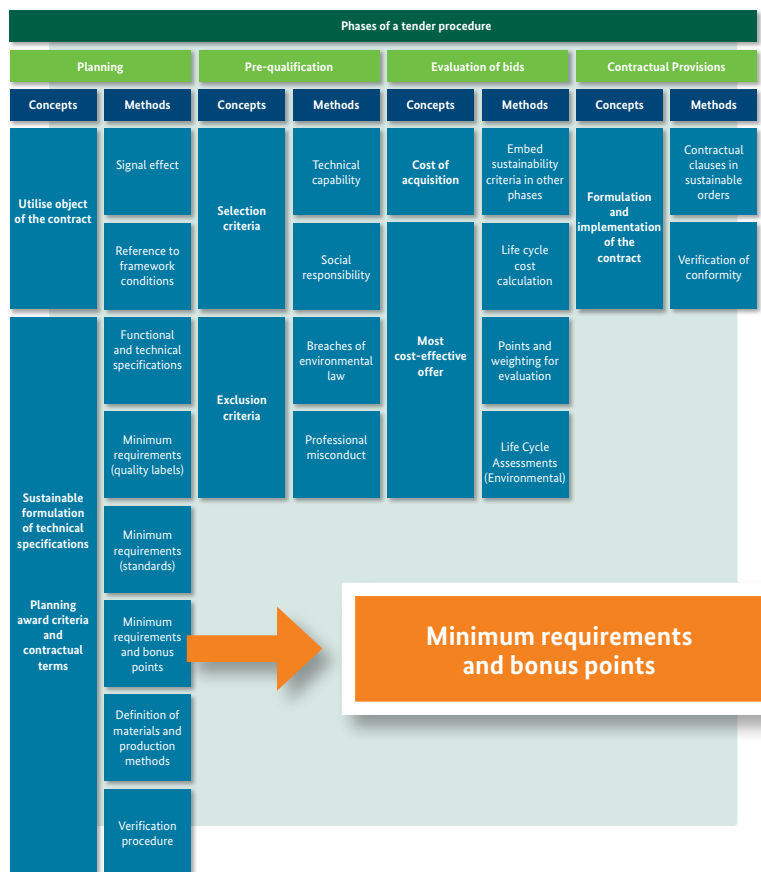 Phases of a tender procedure
Planning
Pre-qualification
Evaluation of bids
Contractual Provisions
Concepts
Methods
Concepts
Methods
Concepts
Methods
Concepts
Methods
Utilise object
of the contract
Signal effect
Reference to
framework
conditions
Sustainable
formulation
of technical
specifications
Planning
award criteria
and
contractual
terms
Functional
and technical
specifications
Minimum
requirements
(quality labels)
Minimum
requirements
(standards)
Minimum
requirements
and bonus
points
Definition of
materials and
production
methods
Verification
procedure
Selection
criteria
Technical
capability
Social
responsibility
Exclusion
criteria
Breaches of
environmental
law
Professional
misconduct
Cost of
acquisition
Embed
sustainability
criteria in other
phases
Most
cost-effective
offer
Life cycle
cost
calculation
Points and
weighting for
evaluation
Life Cycle
Assessments
(Environmental)
Formulation
and
implementation
of the
contract
Contractual
clauses in
sustainable
orders
Verification of
conformity
Minimum requirements
and bonus points